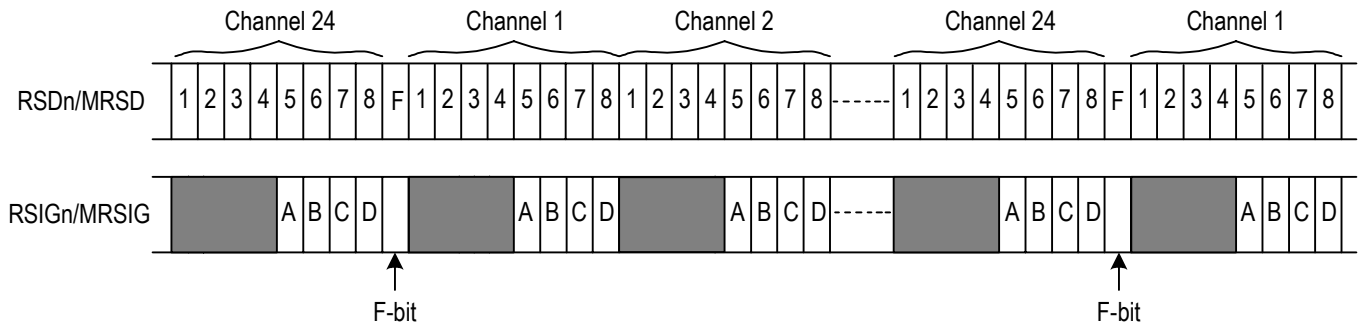 Channel 24 Channel 1 Channel 2 Channel 24 Channel 1
RSDn/MRSD 1 2 3 4 5 6 7 8 F 1 2 3 4 5 6 7 8 1 2 3 4 5 6 7 8 1 2 3 4 5 6 7 8 F 1 2 3 4 5 6 7 8
RSIGn/MRSIG A B C D A B C D A B C D A B C D A B C D
F-bit F-bit